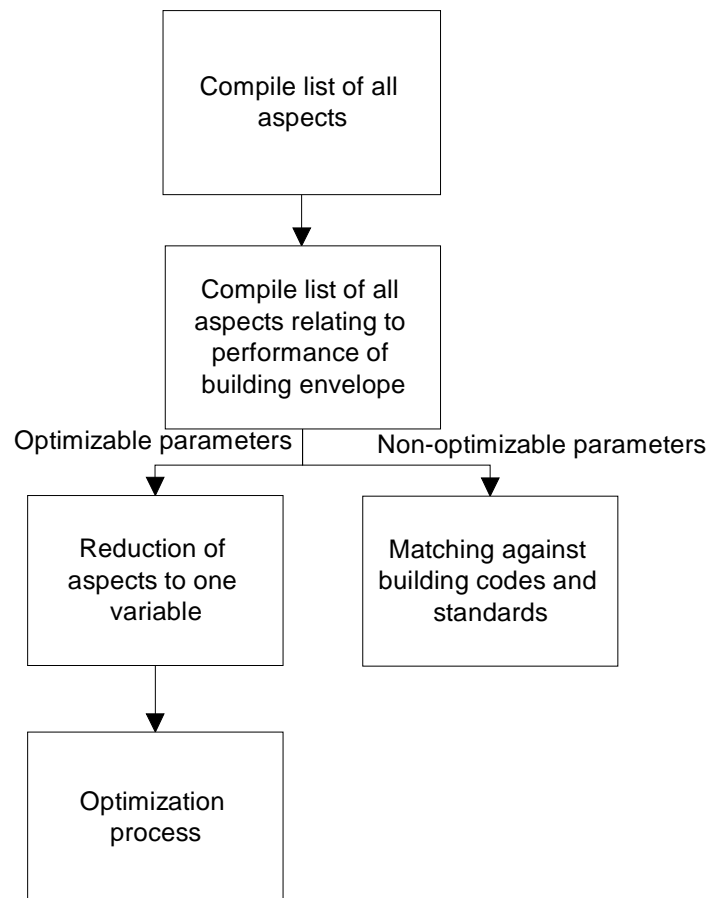 Compile list of all
aspects
Compile list of all
aspects relating to
performance of
building envelope
Optimizable parameters
Non-optimizable parameters
Reduction of
aspects to one
variable
Matching against
building codes and
standards
Optimization
process